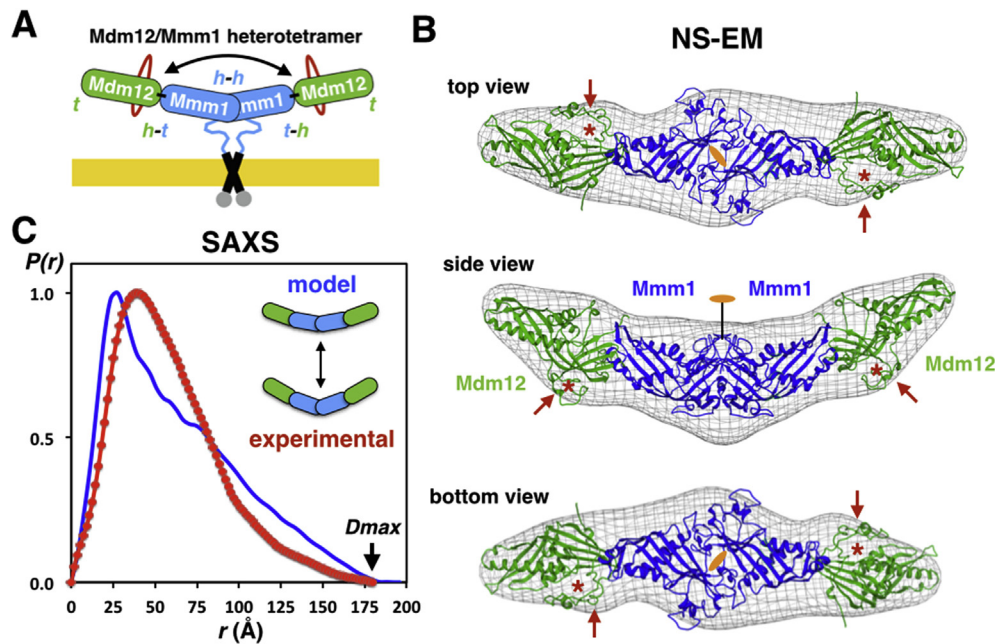 A
Mdm12/Mmm1 heterotetramer
h-h
Mdm12
Mmm1
mm1
Mdm12
t
h-t
t-h
t
B
NS-EM
top view
*
*
side view
Mmm1
Mmm1
Mdm12
*
*
Mdm12
bottom view
*
*
C
SAXS
P(r)
model
experimental
Dmax
1.0
0.5
0.0
0 25 50 75 100 125 150 175 200
r (Å)